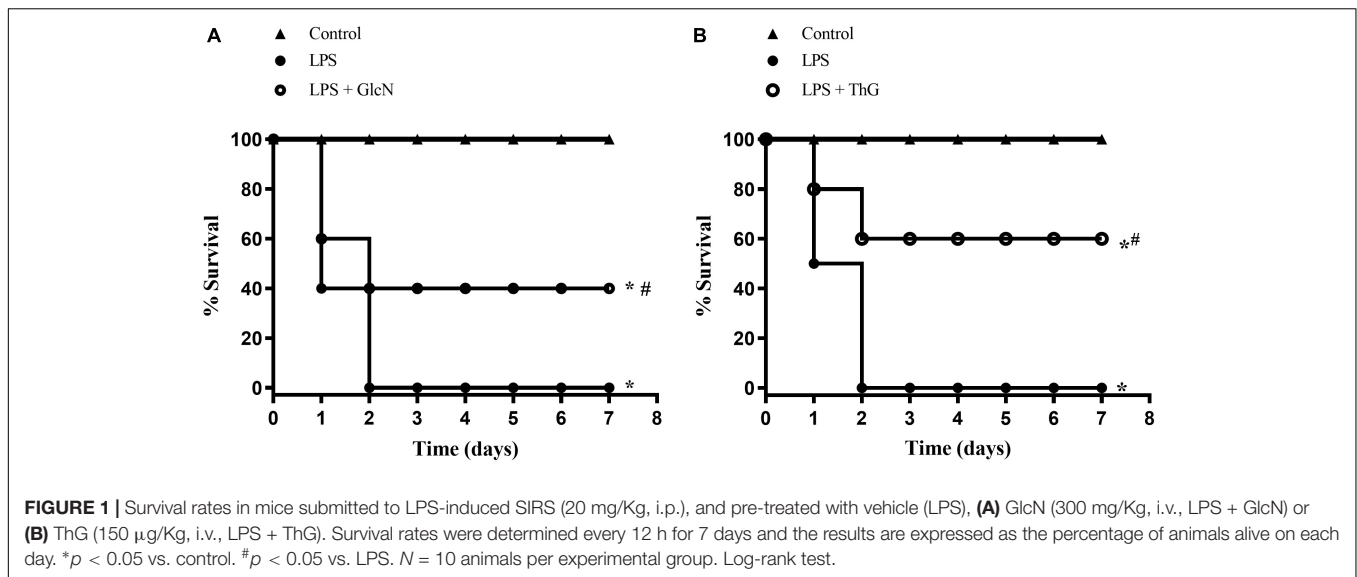 A
Control
LPS
LPS + GlcN
100
80
60
40
20
0
% Survival
* #
*
0 1 2 3 4 5 6 7 8
Time (days)
B
Control
LPS
LPS + ThG
100
80
60
40
20
0
% Survival
*#
*
0 1 2 3 4 5 6 7 8
Time (days)
FIGURE 1 | Survival rates in mice submitted to LPS-induced SIRS (20 mg/Kg, i.p.), and pre-treated with vehicle (LPS), (A) GlcN (300 mg/Kg, i.v., LPS + GlcN) or
(B) ThG (150 μg/Kg, i.v., LPS + ThG). Survival rates were determined every 12 h for 7 days and the results are expressed as the percentage of animals alive on each
day. *p < 0.05 vs. control. #p < 0.05 vs. LPS. N = 10 animals per experimental group. Log-rank test.